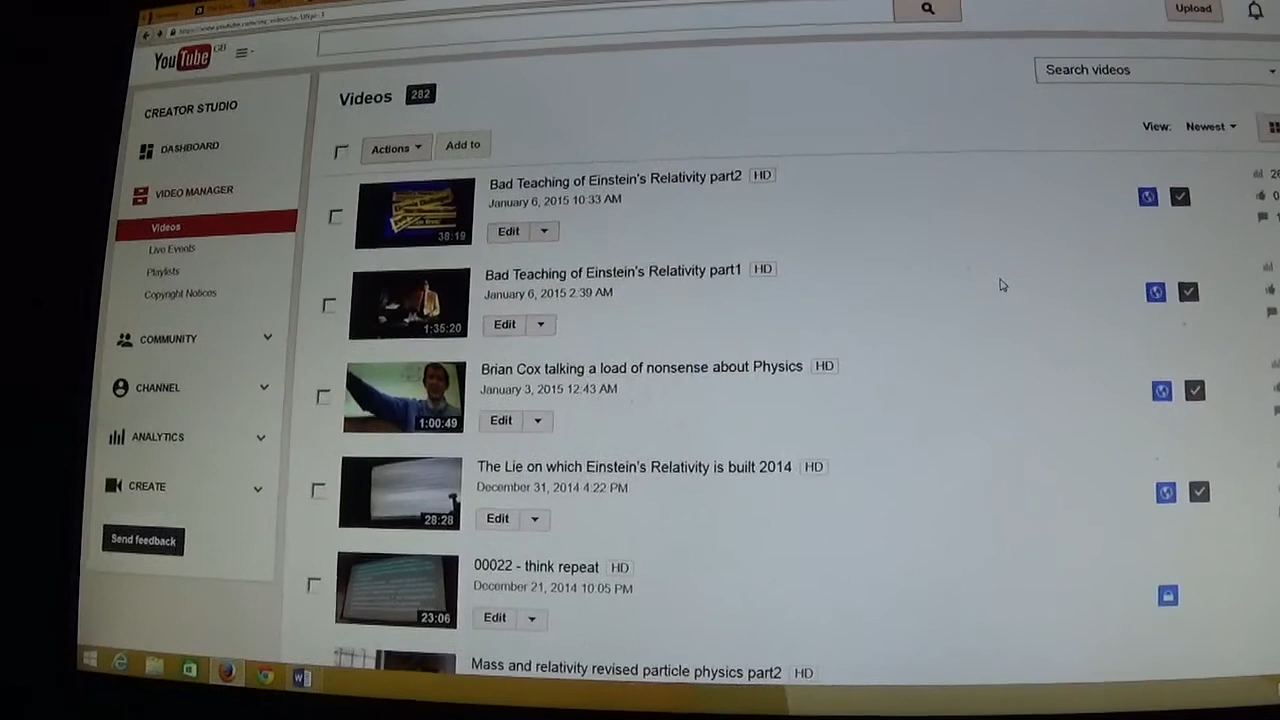 YouTube GB
Upload
Search videos
CREATOR STUDIO
DASHBOARD
VIDEO MANAGER
Videos
Live Events
Playlists
Copyright Notices
COMMUNITY
CHANNEL
ANALYTICS
CREATE
Send feedback
Videos 282
View: Newest
Actions
Add to
Bad Teaching of Einstein's Relativity part2 HD
January 6, 2015 10:33 AM
38:19
Edit
Bad Teaching of Einstein's Relativity part1 HD
January 6, 2015 2:39 AM
1:35:20
Edit
Brian Cox talking a load of nonsense about Physics HD
January 3, 2015 12:43 AM
1:00:49
Edit
The Lie on which Einstein's Relativity is built 2014 HD
December 31, 2014 4:22 PM
28:28
Edit
00022 - think repeat HD
December 21, 2014 10:05 PM
23:06
Edit
Mass and relativity revised particle physics part2 HD